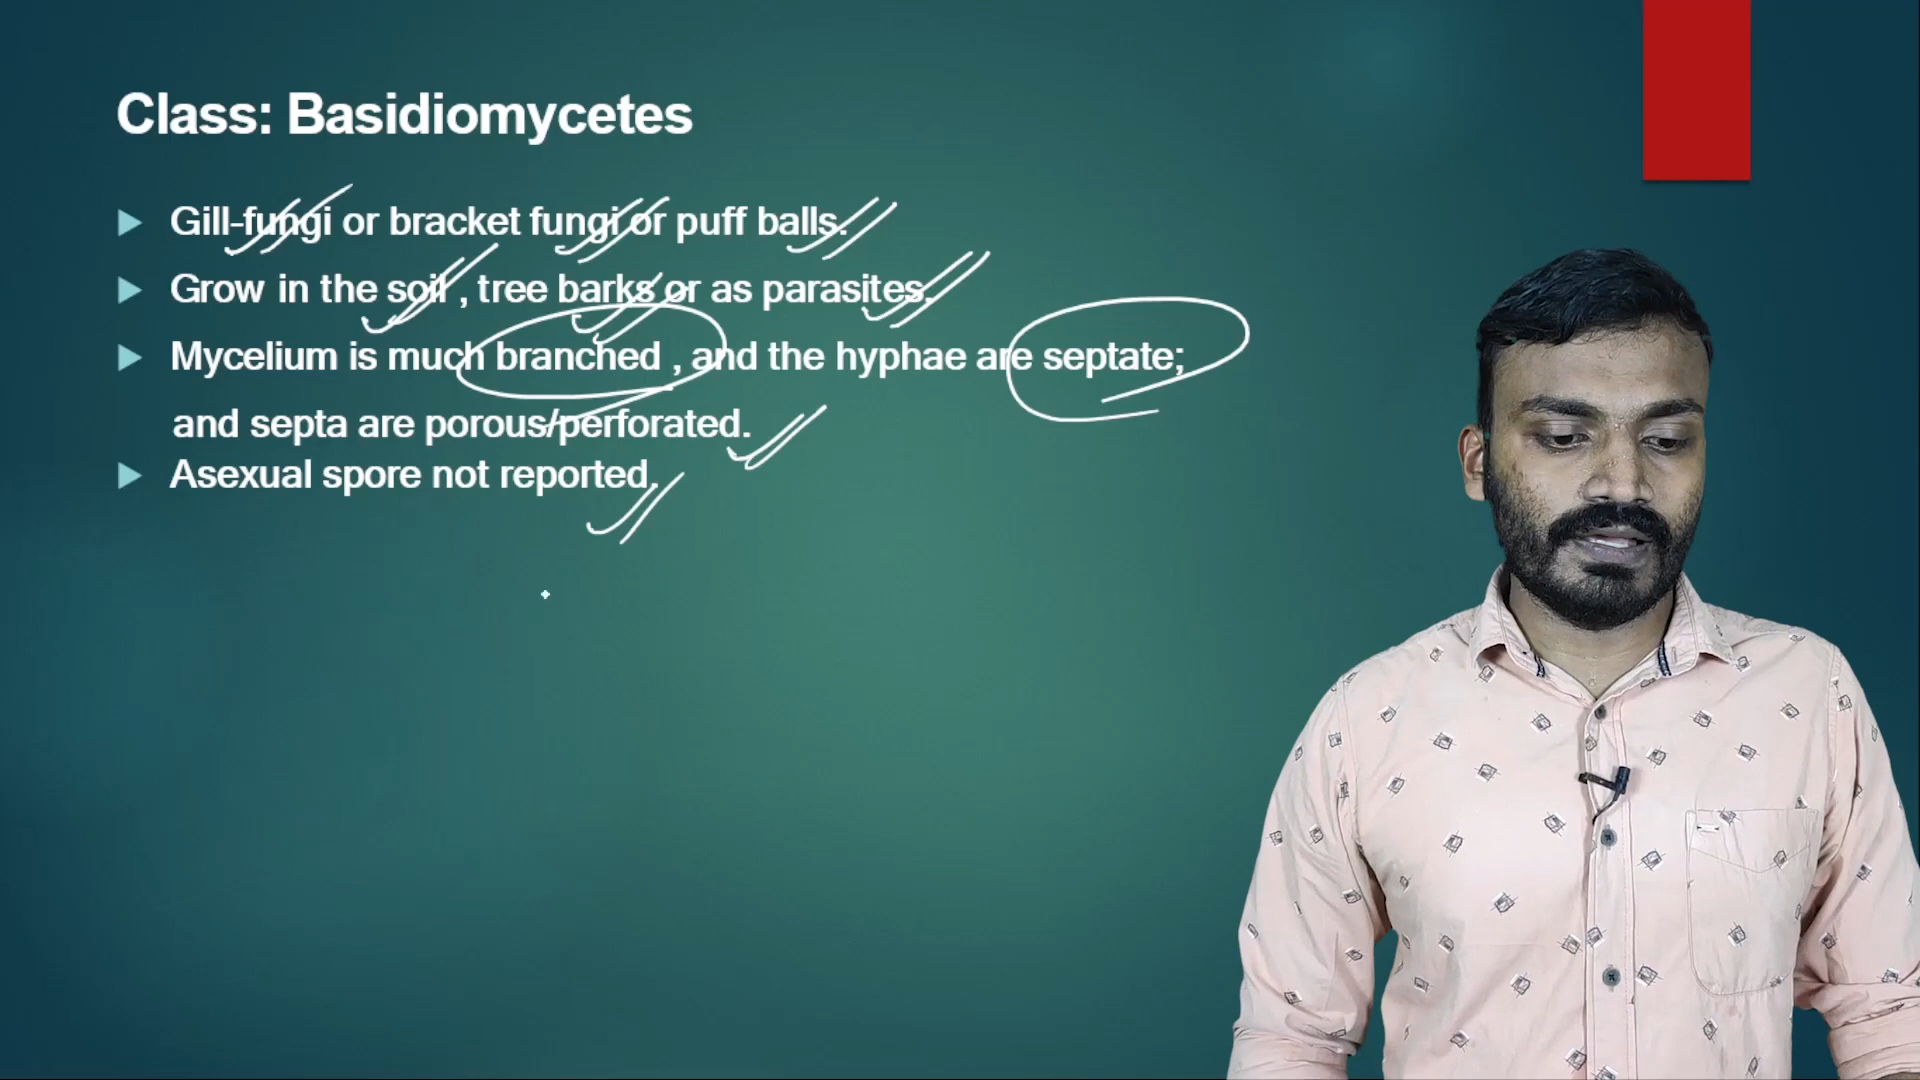 Class: Basidiomycetes
Gill-fungi or bracket fungi or puff balls.
Grow in the soil , tree barks or as parasites.
Mycelium is much branched , and the hyphae are septate;
and septa are porous/perforated.
Asexual spore not reported.